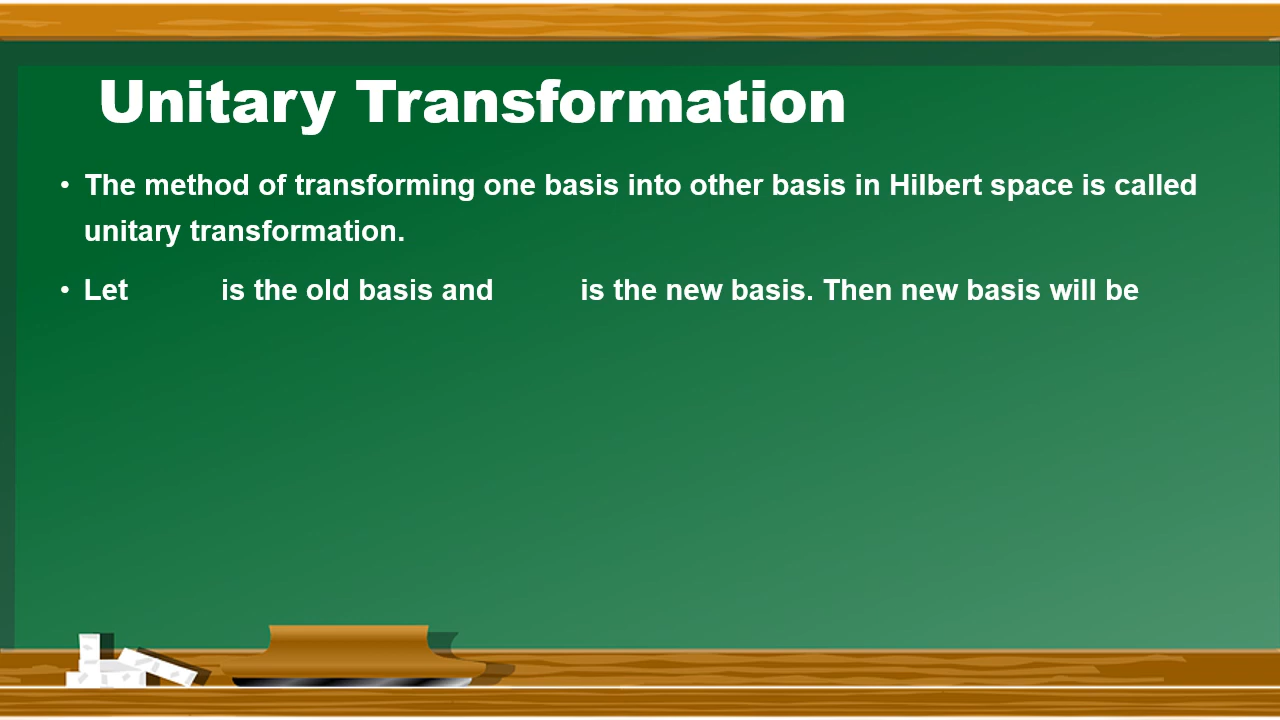 Unitary Transformation
• The method of transforming one basis into other basis in Hilbert space is called
unitary transformation.
• Let is the old basis and is the new basis. Then new basis will be